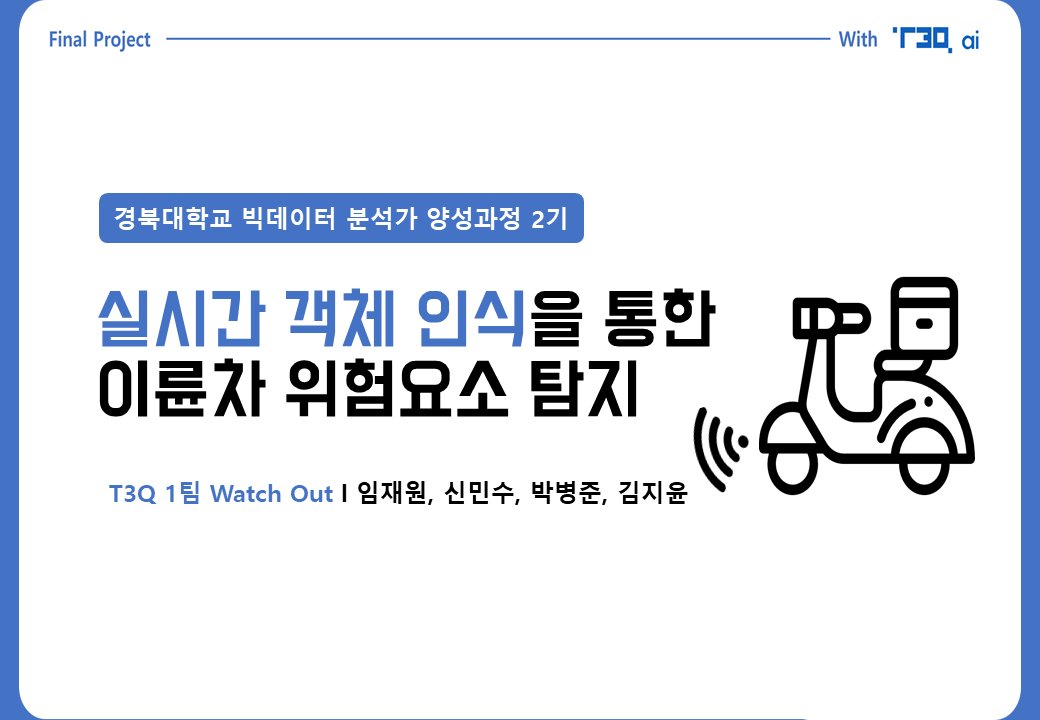 Final Project
With T3Q. ai
경북대학교 빅데이터 분석가 양성과정 2기
실시간 객체 인식을 통한
이륜차 위험요소 탐지
T3Q 1팀 Watch Out I 임재원, 신민수, 박병준, 김지윤